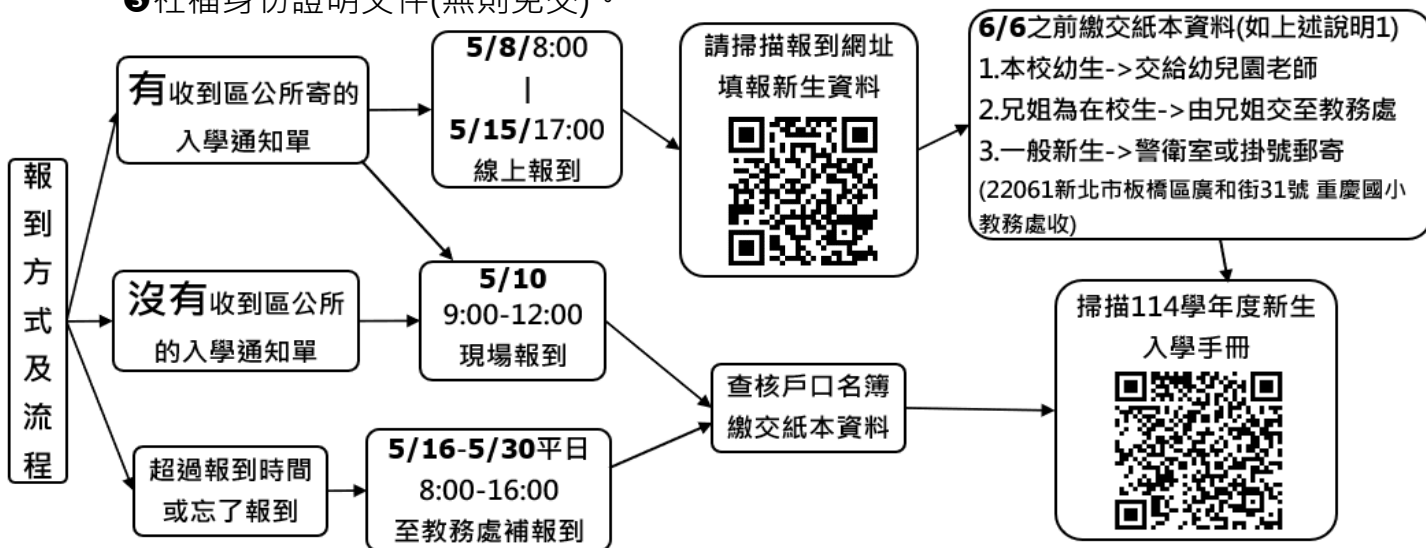 ❸社福身份證明文件(無則免交)。
報到方式及流程
有收到區公所寄的
入學通知單
5/8/8:00
|
5/15/17:00
線上報到
請掃描報到網址
填報新生資料
6/6之前繳交紙本資料(如上述說明1)
1.本校幼生->交給幼兒園老師
2.兄姐為在校生->由兄姐交至教務處
3.一般新生->警衛室或掛號郵寄
(22061新北市板橋區廣和街31號 重慶國小
教務處收)
沒有收到區公所
的入學通知單
5/10
9:00-12:00
現場報到
超過報到時間
或忘了報到
5/16-5/30平日
8:00-16:00
至教務處補報到
查核戶口名簿
繳交紙本資料
掃描114學年度新生
入學手冊